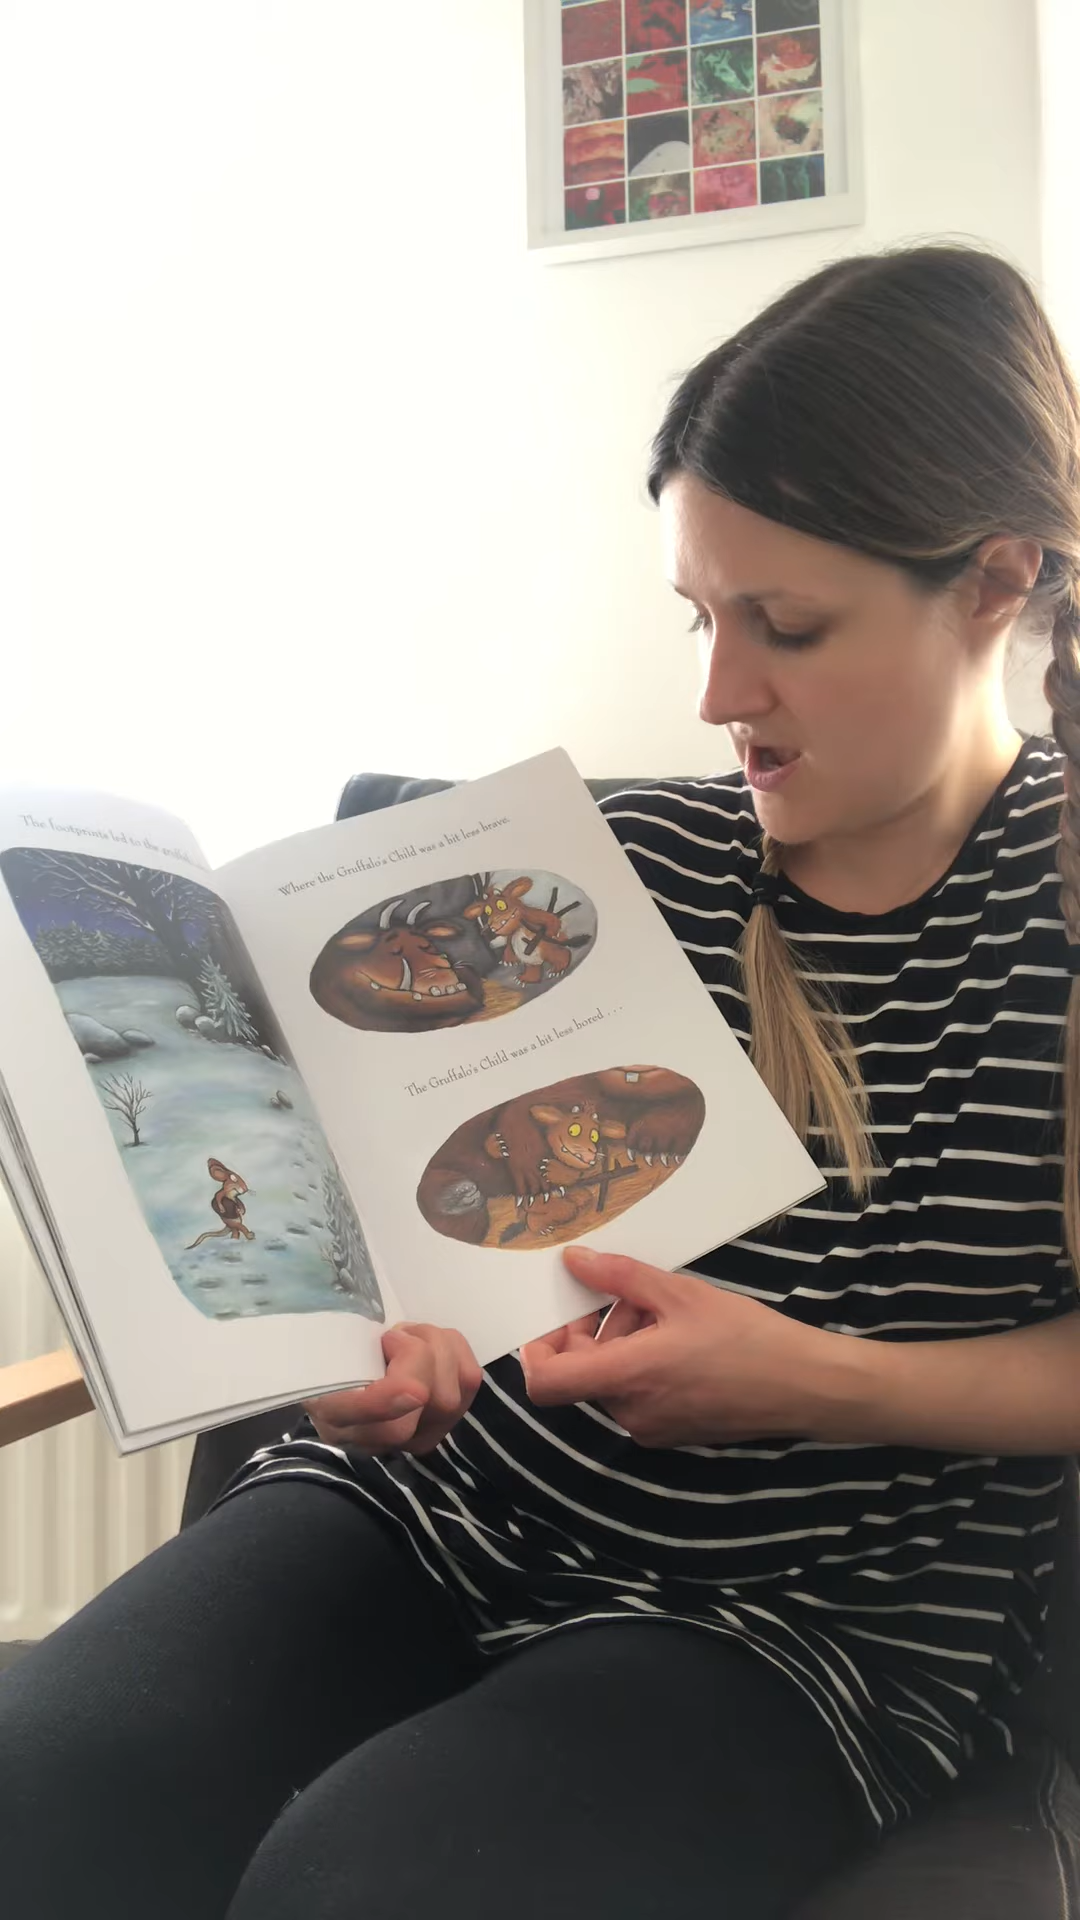 The footprints led to the gruffalo
Where the Gruffalo's Child was a bit less brave.
The Gruffalo's Child was a bit less bored . . .